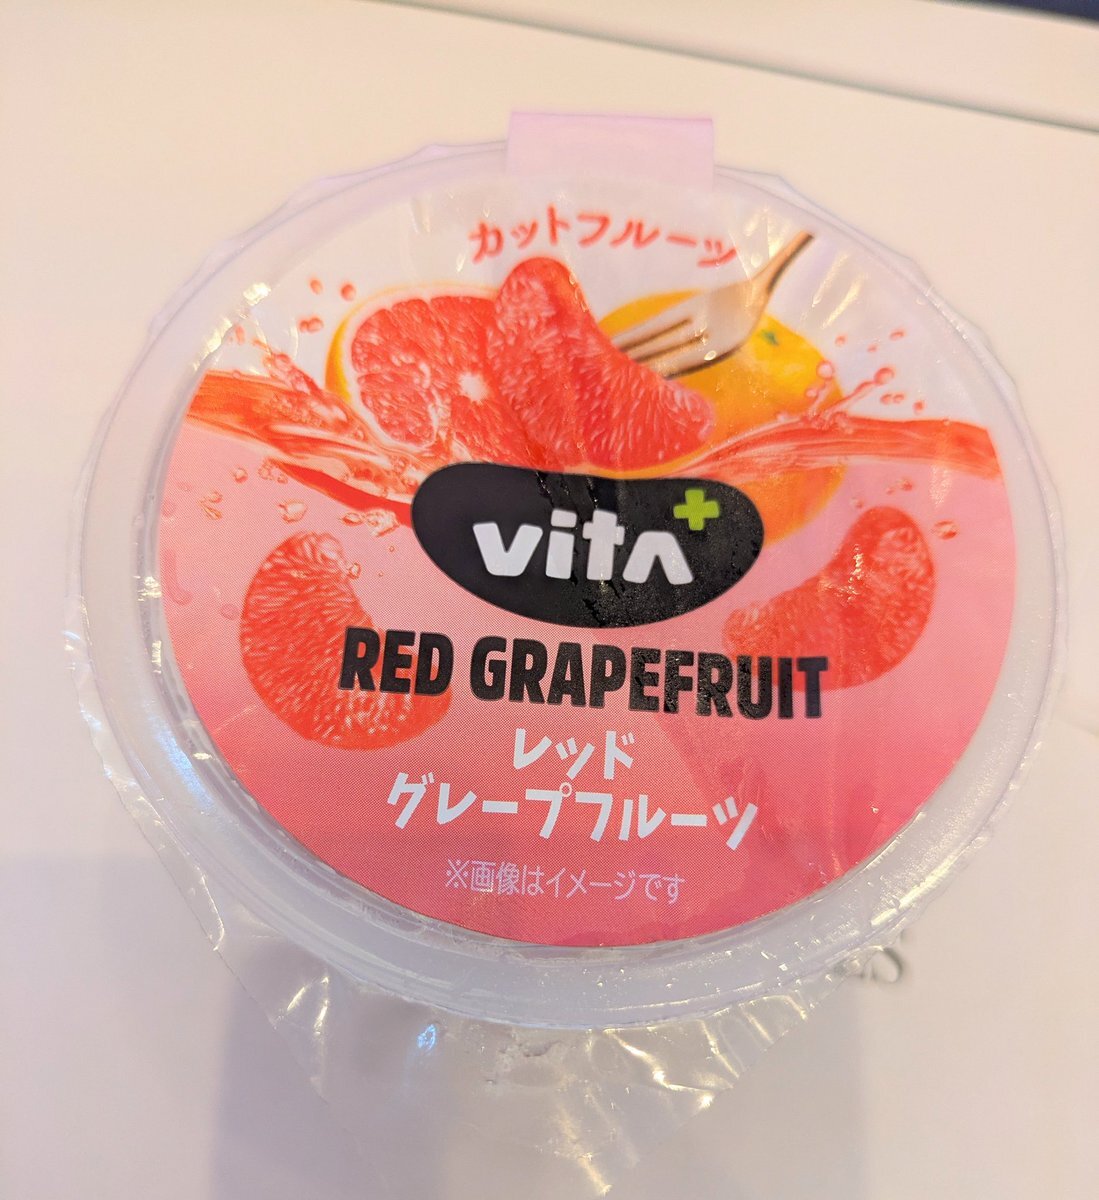 カットフルーツ
vita+
RED GRAPEFRUIT
レッド
グレープフルーツ
※画像はイメージです